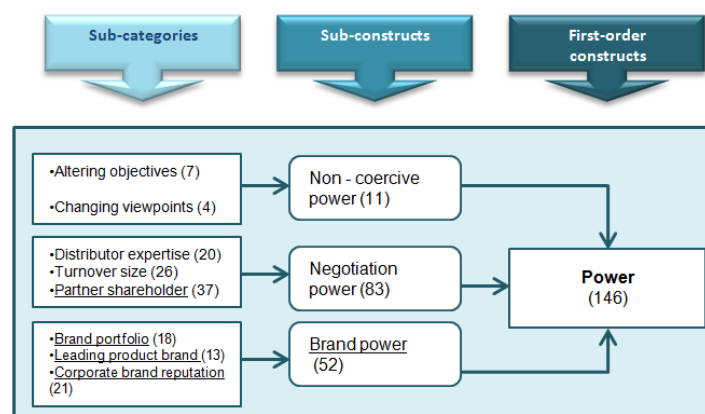 Sub-categories
Sub-constructs
First-order
constructs
•Altering objectives (7)
•Changing viewpoints (4)
Non - coercive
power (11)
•Distributor expertise (20)
•Turnover size (26)
•Partner shareholder (37)
Negotiation
power (83)
Power
(146)
•Brand portfolio (18)
•Leading product brand (13)
•Corporate brand reputation
(21)
Brand power
(52)